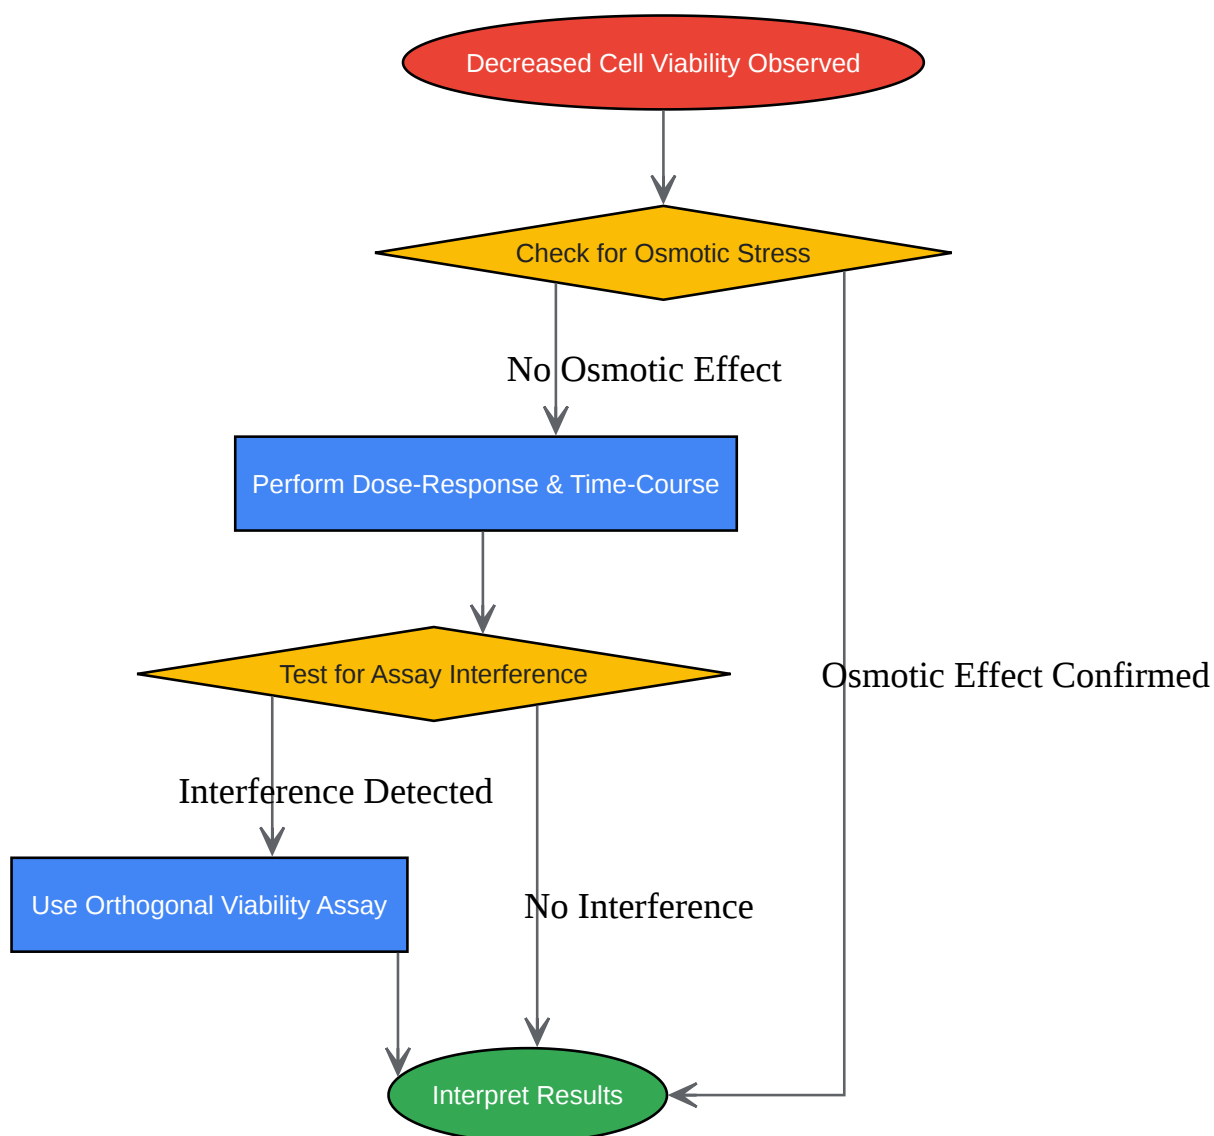 Decreased Cell Viability Observed
Check for Osmotic Stress
No Osmotic Effect
Perform Dose-Response & Time-Course
Test for Assay Interference
Osmotic Effect Confirmed
Interference Detected
Use Orthogonal Viability Assay
No Interference
Interpret Results